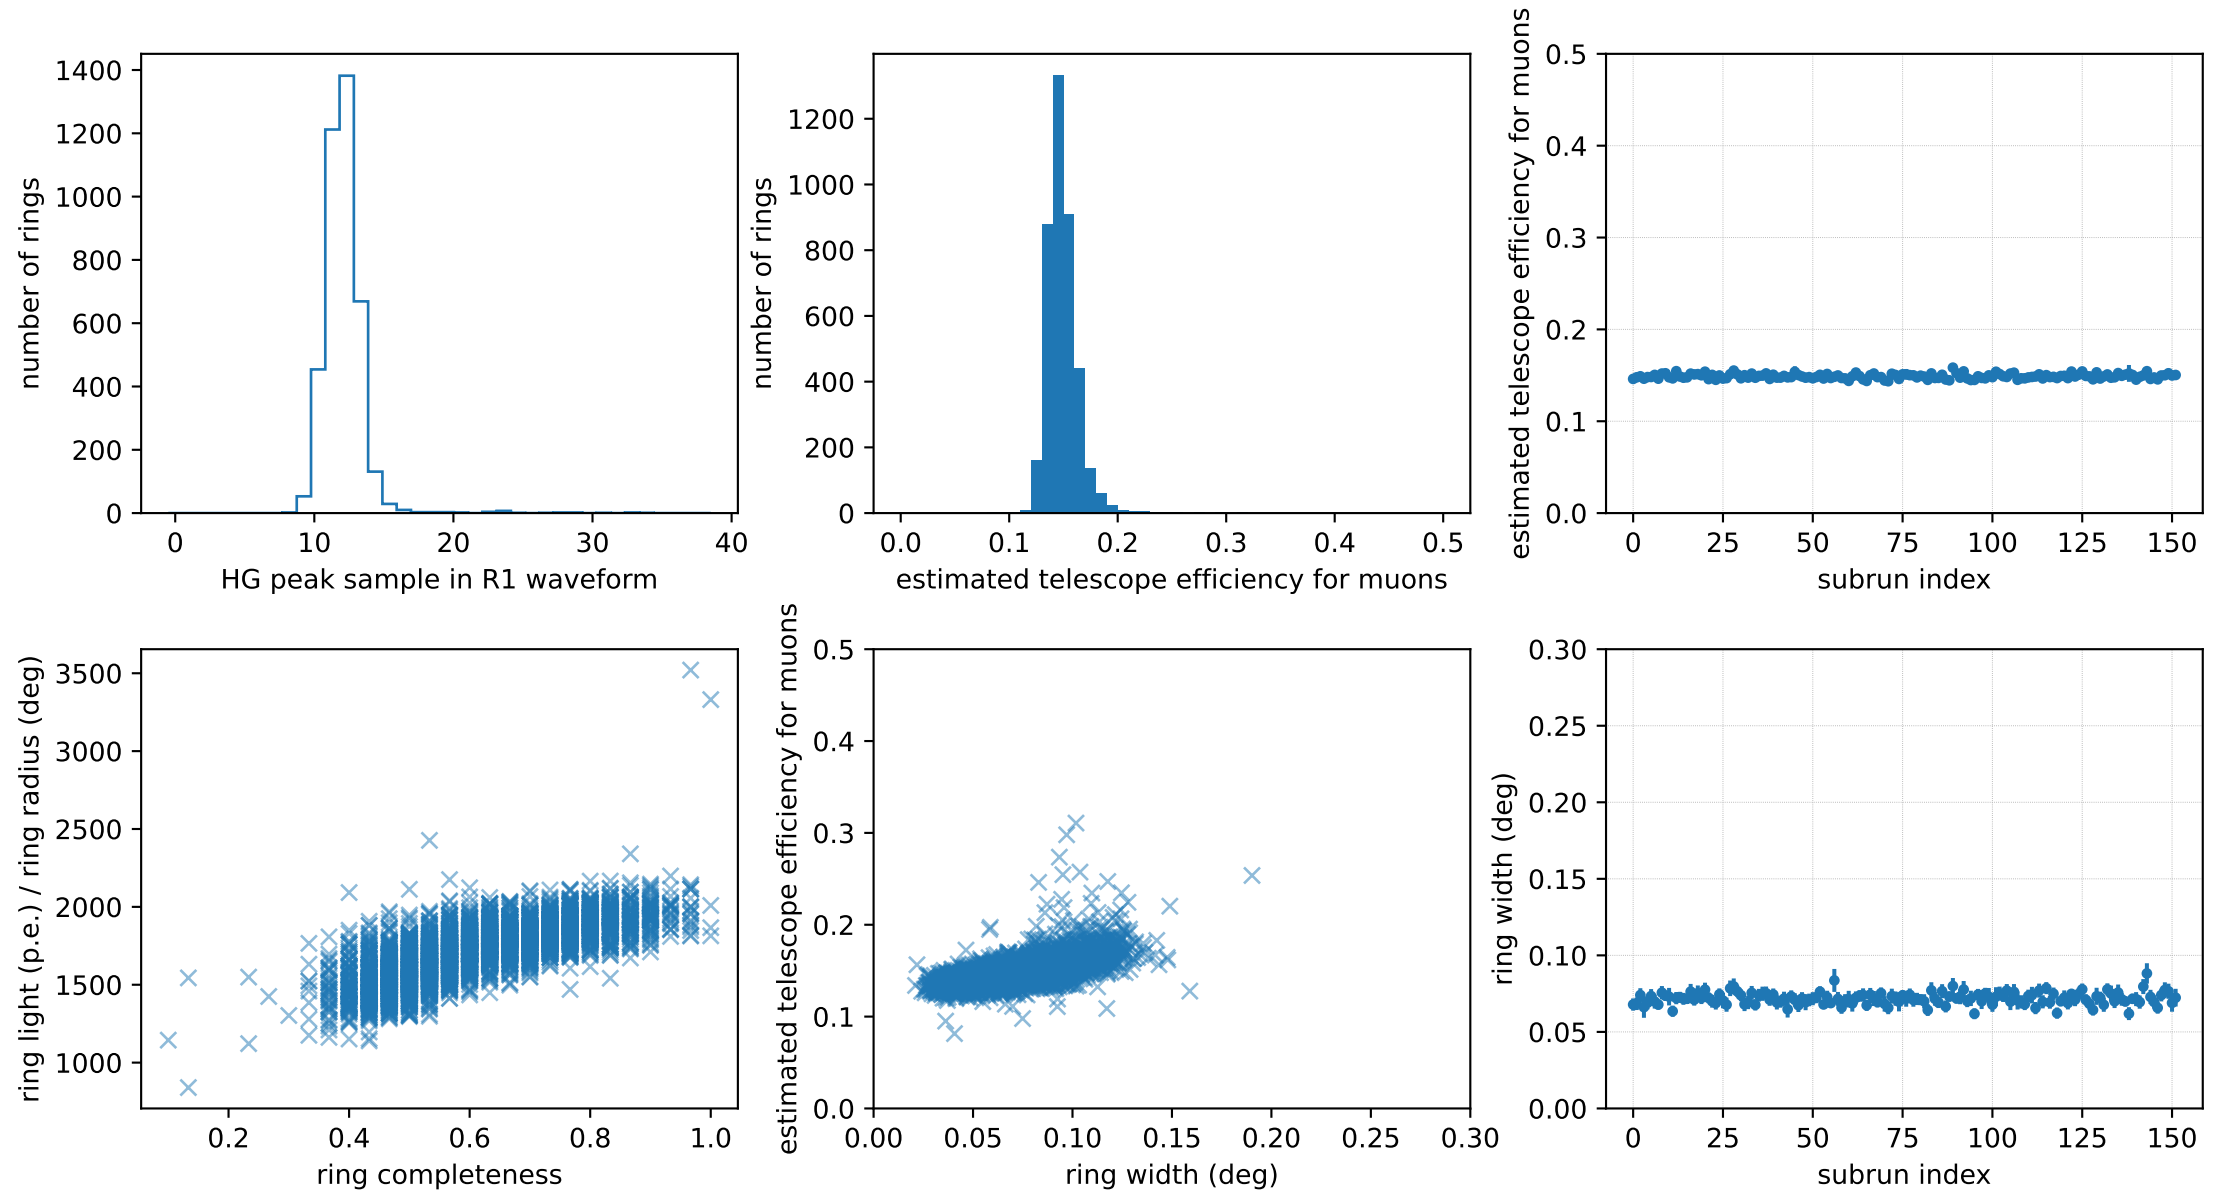 number of rings
1400
1200
1000
800
600
400
200
0
0 10 20 30 40
HG peak sample in R1 waveform
number of rings
1200
1000
800
600
400
200
0
0.0 0.1 0.2 0.3 0.4 0.5
estimated telescope efficiency for muons
estimated telescope efficiency for muons
0.5
0.4
0.3
0.2
0.1
0.0
0 25 50 75 100 125 150
subrun index
ring light (p.e.) / ring radius (deg)
3500
3000
2500
2000
1500
1000
0.2 0.4 0.6 0.8 1.0
ring completeness
estimated telescope efficiency for muons
0.5
0.4
0.3
0.2
0.1
0.0
0.00 0.05 0.10 0.15 0.20 0.25 0.30
ring width (deg)
ring width (deg)
0.30
0.25
0.20
0.15
0.10
0.05
0.00
0 25 50 75 100 125 150
subrun index